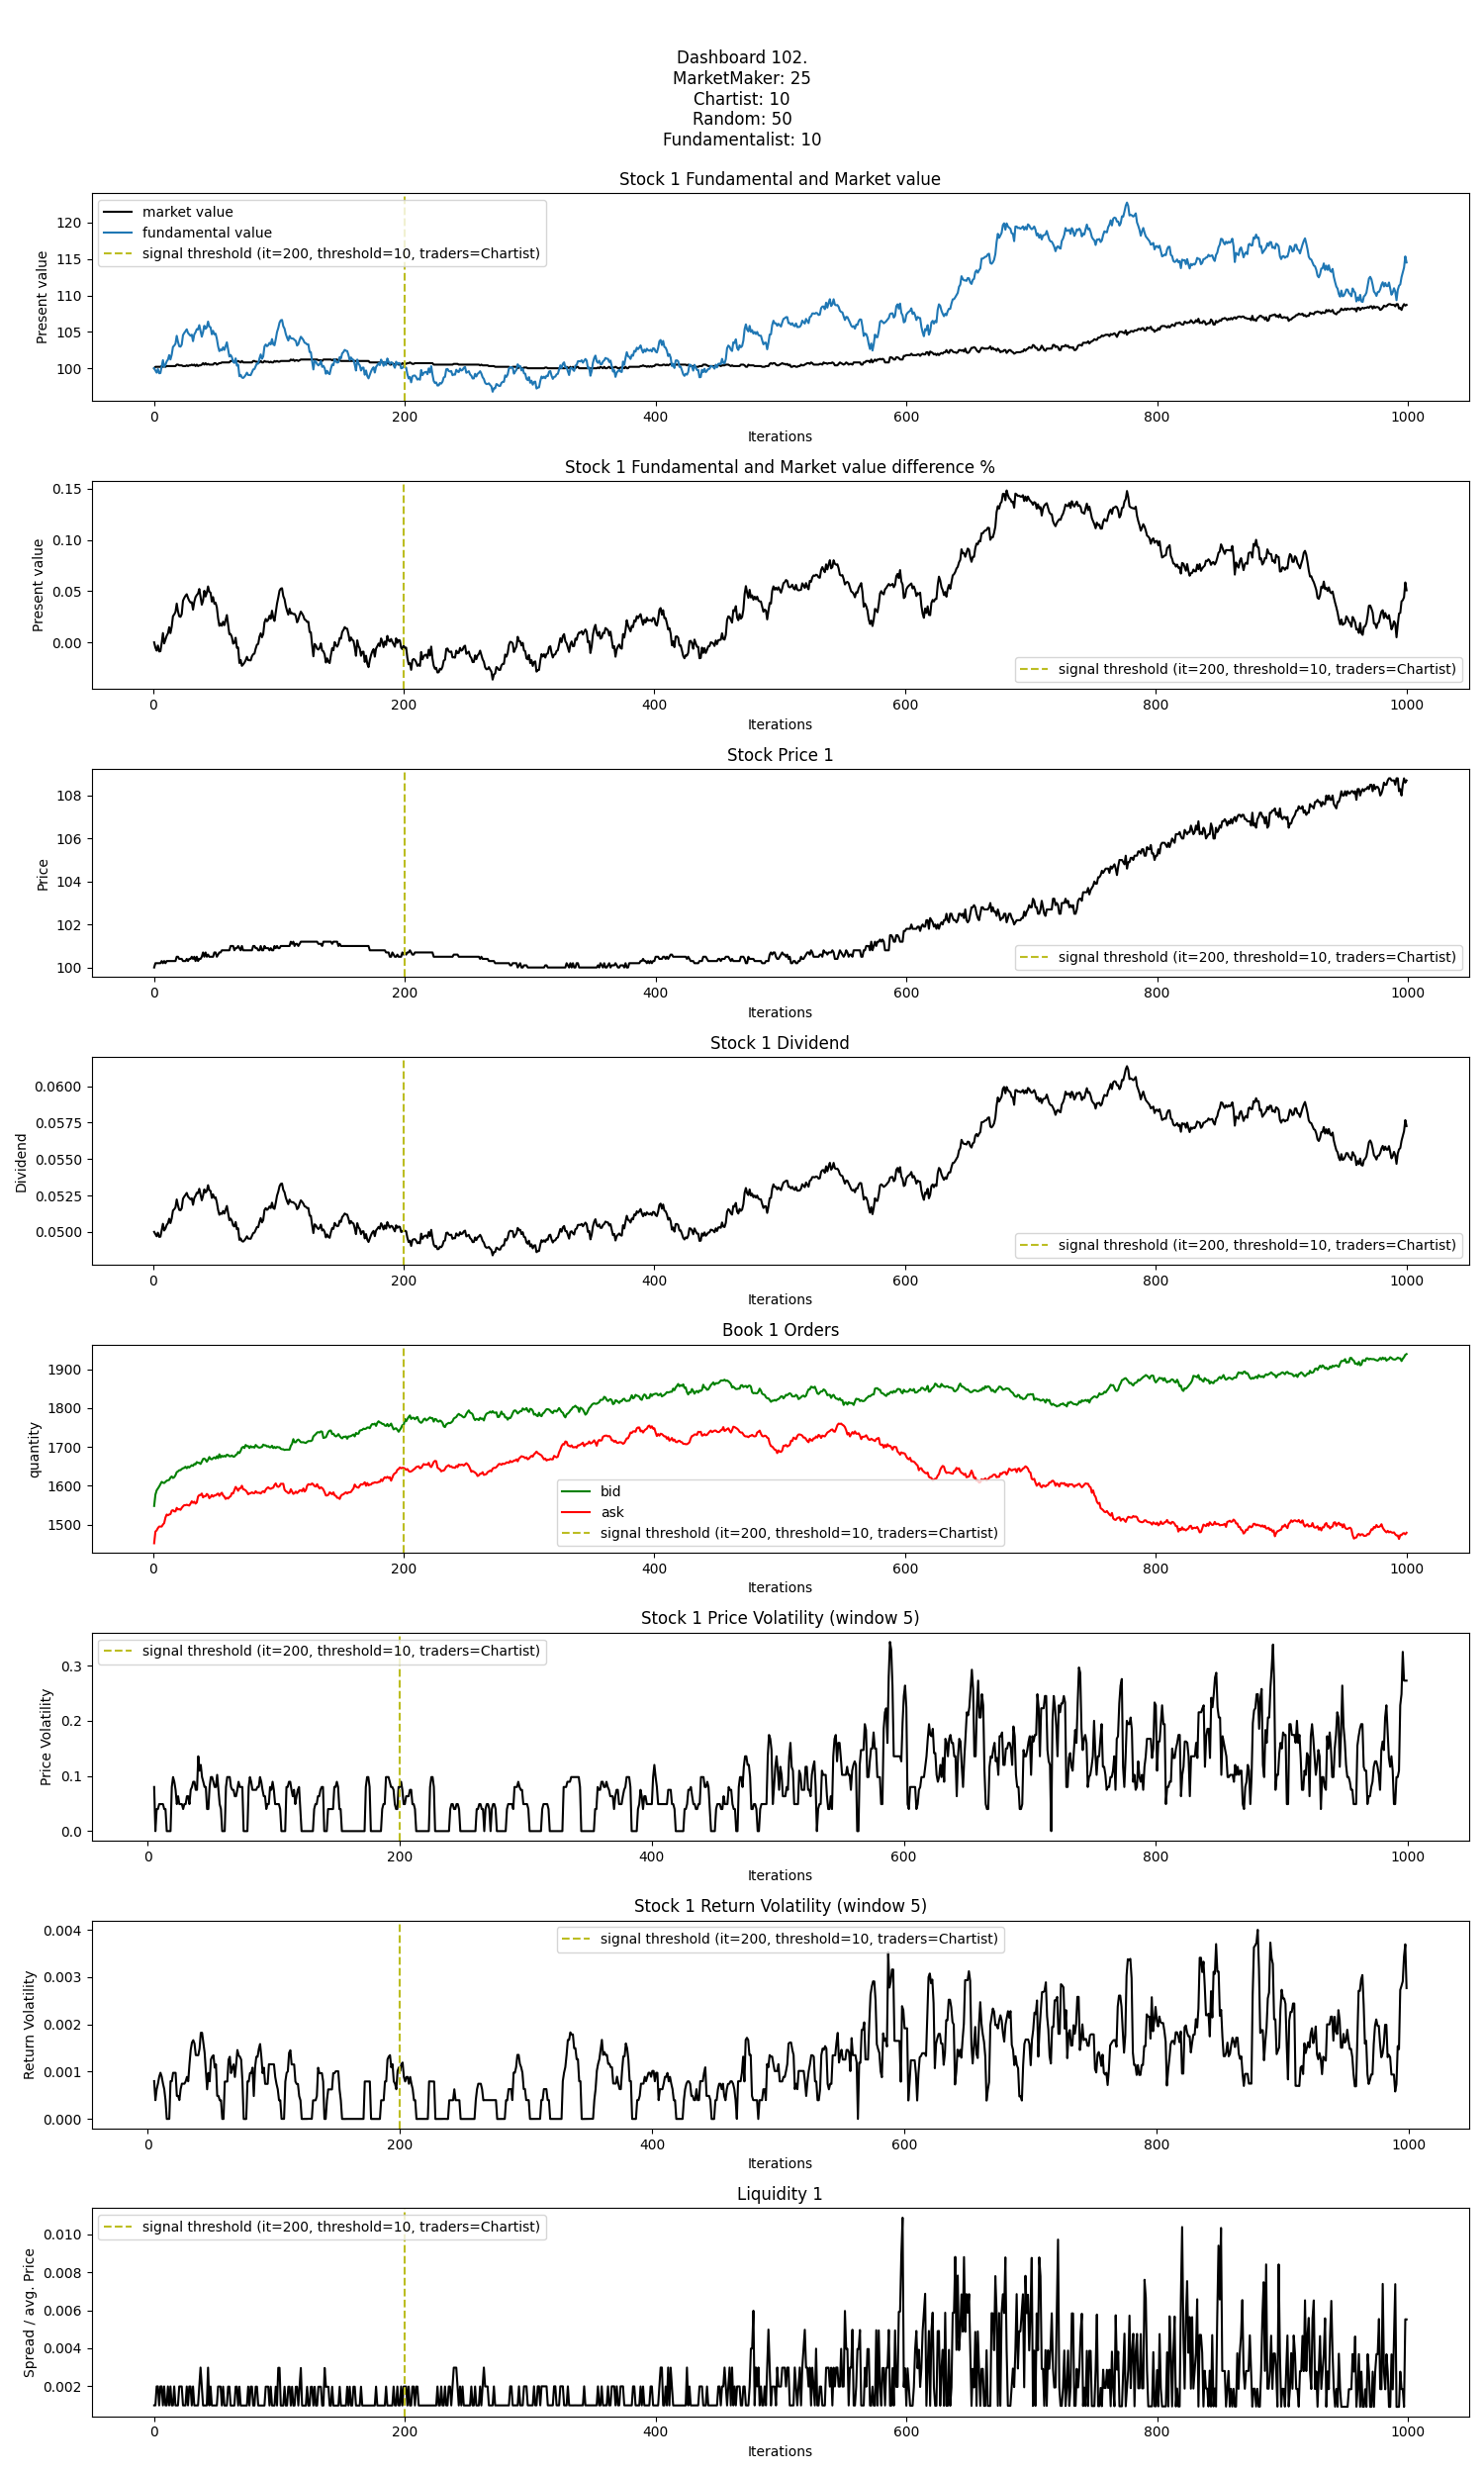 Dashboard 102.
MarketMaker: 25
Chartist: 10
Random: 50
Fundamentalist: 10
Stock 1 Fundamental and Market value
market value
fundamental value
signal threshold (it=200, threshold=10, traders=Chartist)
Present value
120
115
110
105
100
0 200 400 600 800 1000
Iterations
Stock 1 Fundamental and Market value difference %
Present value
0.15
0.10
0.05
0.00
signal threshold (it=200, threshold=10, traders=Chartist)
0 200 400 600 800 1000
Iterations
Stock Price 1
Price
108
106
104
102
100
signal threshold (it=200, threshold=10, traders=Chartist)
0 200 400 600 800 1000
Iterations
Stock 1 Dividend
Dividend
0.0600
0.0575
0.0550
0.0525
0.0500
signal threshold (it=200, threshold=10, traders=Chartist)
0 200 400 600 800 1000
Iterations
Book 1 Orders
quantity
1900
1800
1700
1600
1500
bid
ask
signal threshold (it=200, threshold=10, traders=Chartist)
0 200 400 600 800 1000
Iterations
Stock 1 Price Volatility (window 5)
signal threshold (it=200, threshold=10, traders=Chartist)
Price Volatility
0.3
0.2
0.1
0.0
0 200 400 600 800 1000
Iterations
Stock 1 Return Volatility (window 5)
signal threshold (it=200, threshold=10, traders=Chartist)
Return Volatility
0.004
0.003
0.002
0.001
0.000
0 200 400 600 800 1000
Iterations
Liquidity 1
signal threshold (it=200, threshold=10, traders=Chartist)
Spread / avg. Price
0.010
0.008
0.006
0.004
0.002
0 200 400 600 800 1000
Iterations